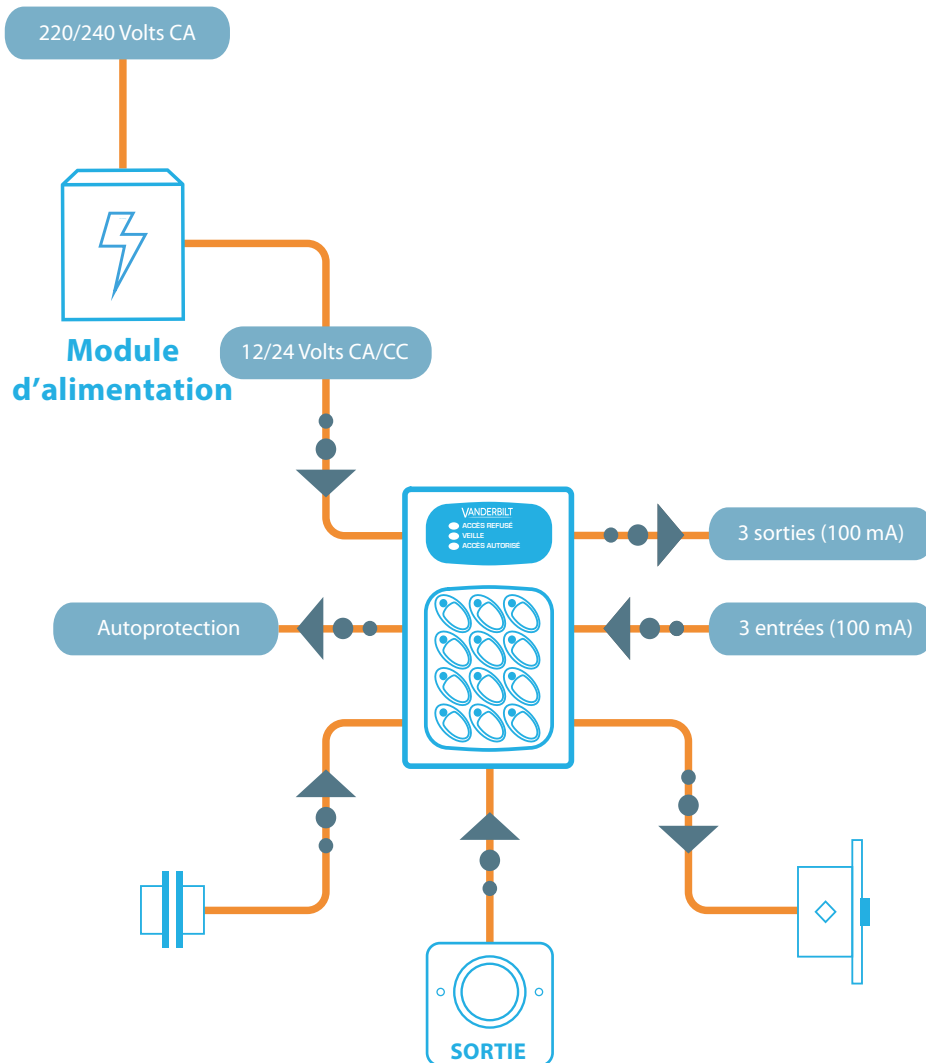 220/240 Volts CA
Module
d’alimentation
12/24 Volts CA/CC
VANDERBILT
ACCÈS REFUSÉ
VEILLE
ACCÈS AUTORISÉ
3 sorties (100 mA)
Autoprotection
3 entrées (100 mA)
SORTIE